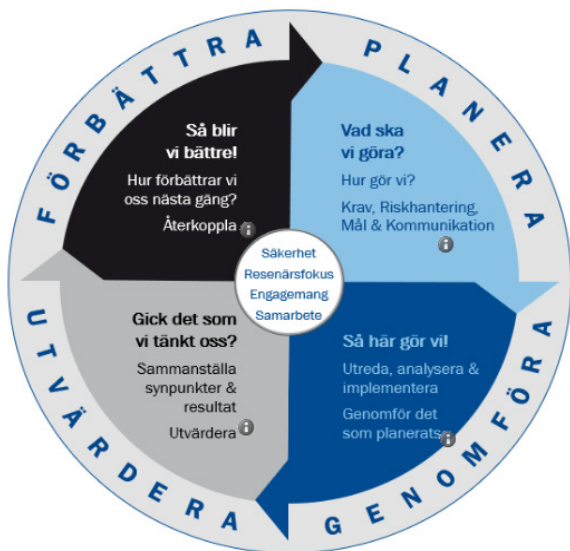 FÖRBÄTTRA
PLANERA
Så blir
vi bättre!
Hur förbättrar vi
oss nästa gång?
Återkoppla
Vad ska
vi göra?
Hur gör vi?
Krav, Riskhantering,
Mål & Kommunikation
Säkerhet
Resenärsfokus
Engagemang
Samarbete
Gick det som
vi tänkt oss?
Sammanställa
synpunkter &
resultat
Utvärdera
Så här gör vi!
Utreda, analysera &
implementera
Genomför det
som planerats
UTVÄRDERA
GENOMFÖRA